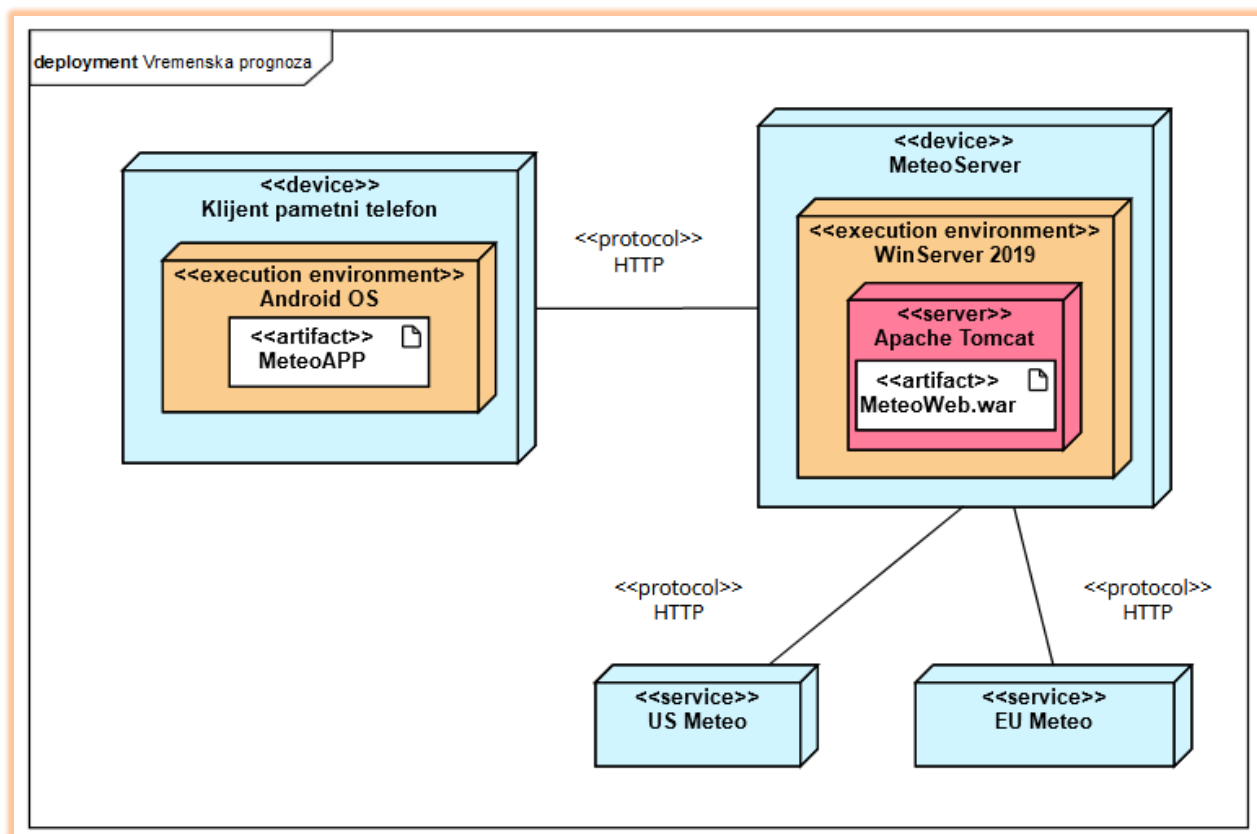 deployment Vremenska prognoza
<<device>>
Klijent pametni telefon
<<execution environment>>
Android OS
<<artifact>>
MeteoAPP
<<protocol>>
HTTP
<<device>>
MeteoServer
<<execution environment>>
WinServer 2019
<<server>>
Apache Tomcat
<<artifact>>
MeteoWeb.war
<<protocol>>
HTTP
<<protocol>>
HTTP
<<service>>
US Meteo
<<service>>
EU Meteo